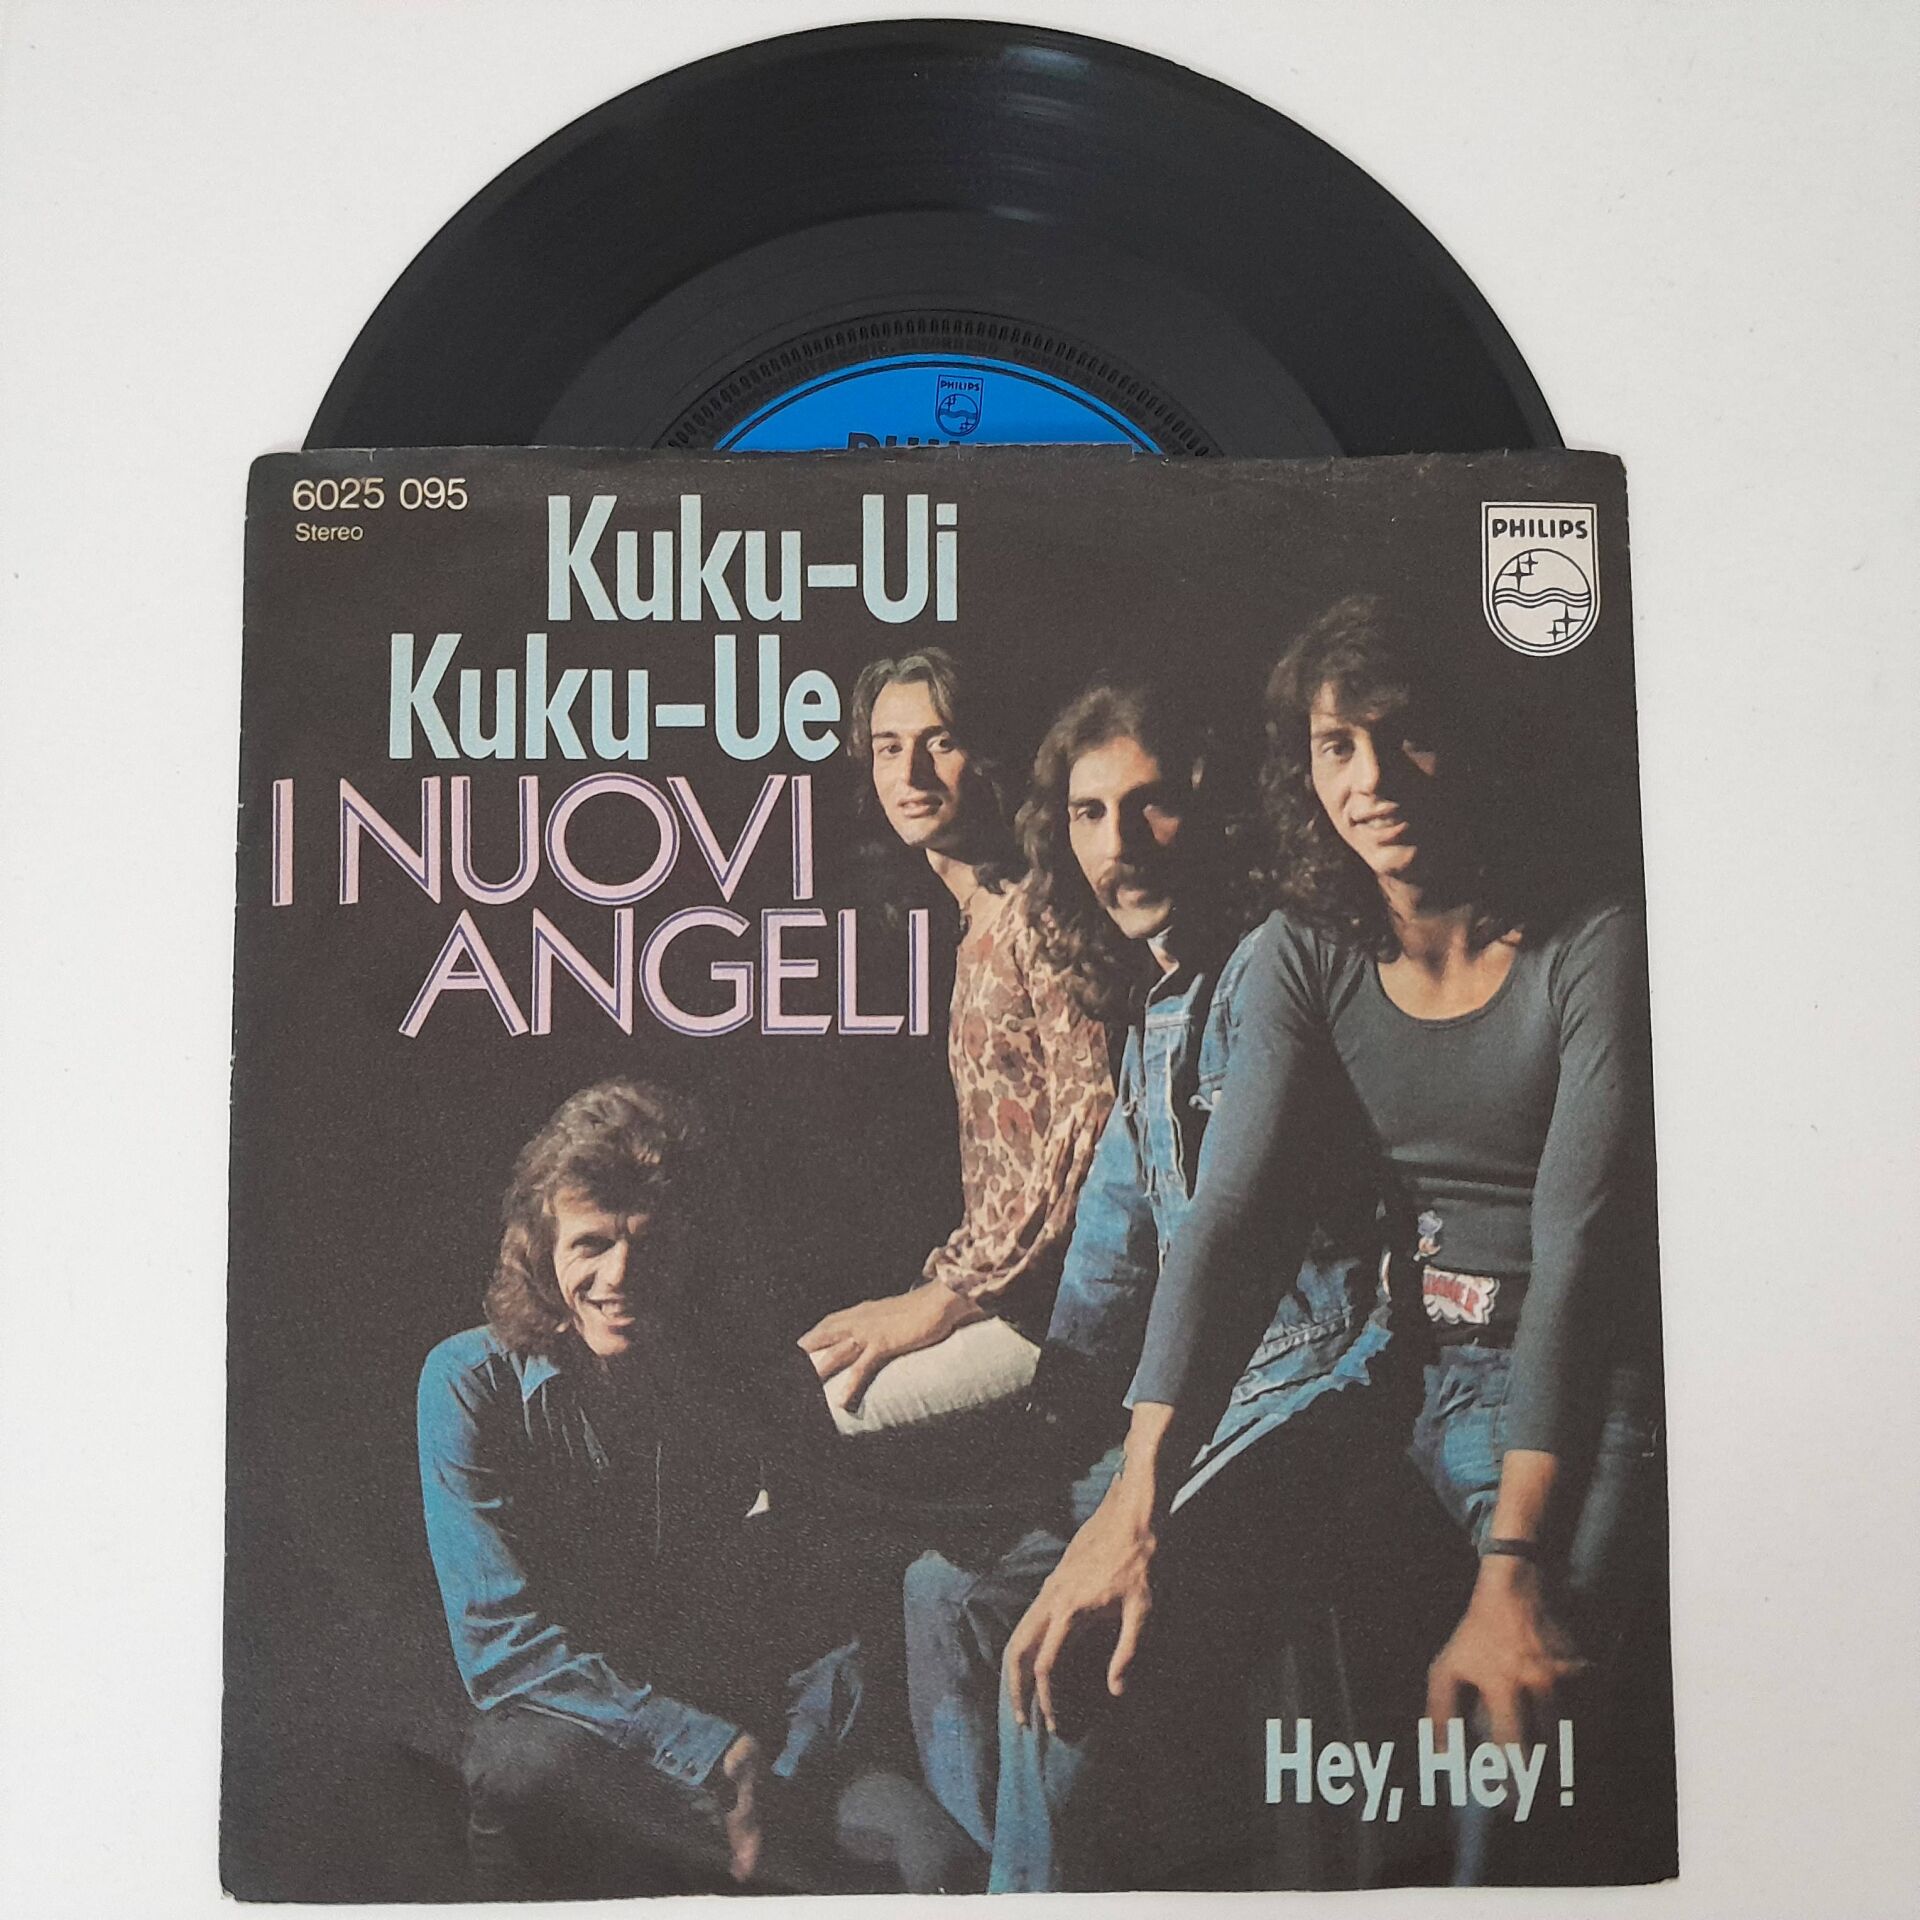 PHILIPS
6025 095
Stereo
Kuku-Ui
Kuku-Ue
PHILIPS
I NUOVI
ANGELI
Hey, Hey!